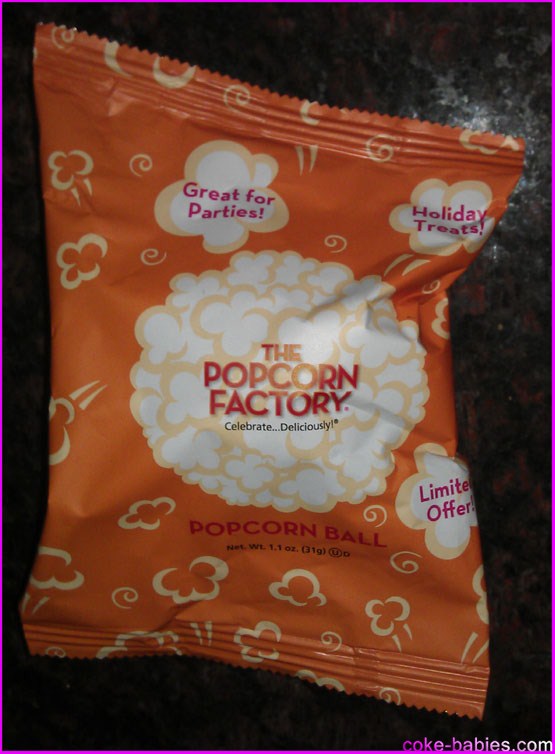 Great for
Parties!
Holiday
Treats!
THE
POPCORN
FACTORY®
Celebrate...Deliciously!®
Limited
Offer!
POPCORN BALL
Net. Wt. 1.1 oz. (31g) Ⓤ D
coke-babies.com